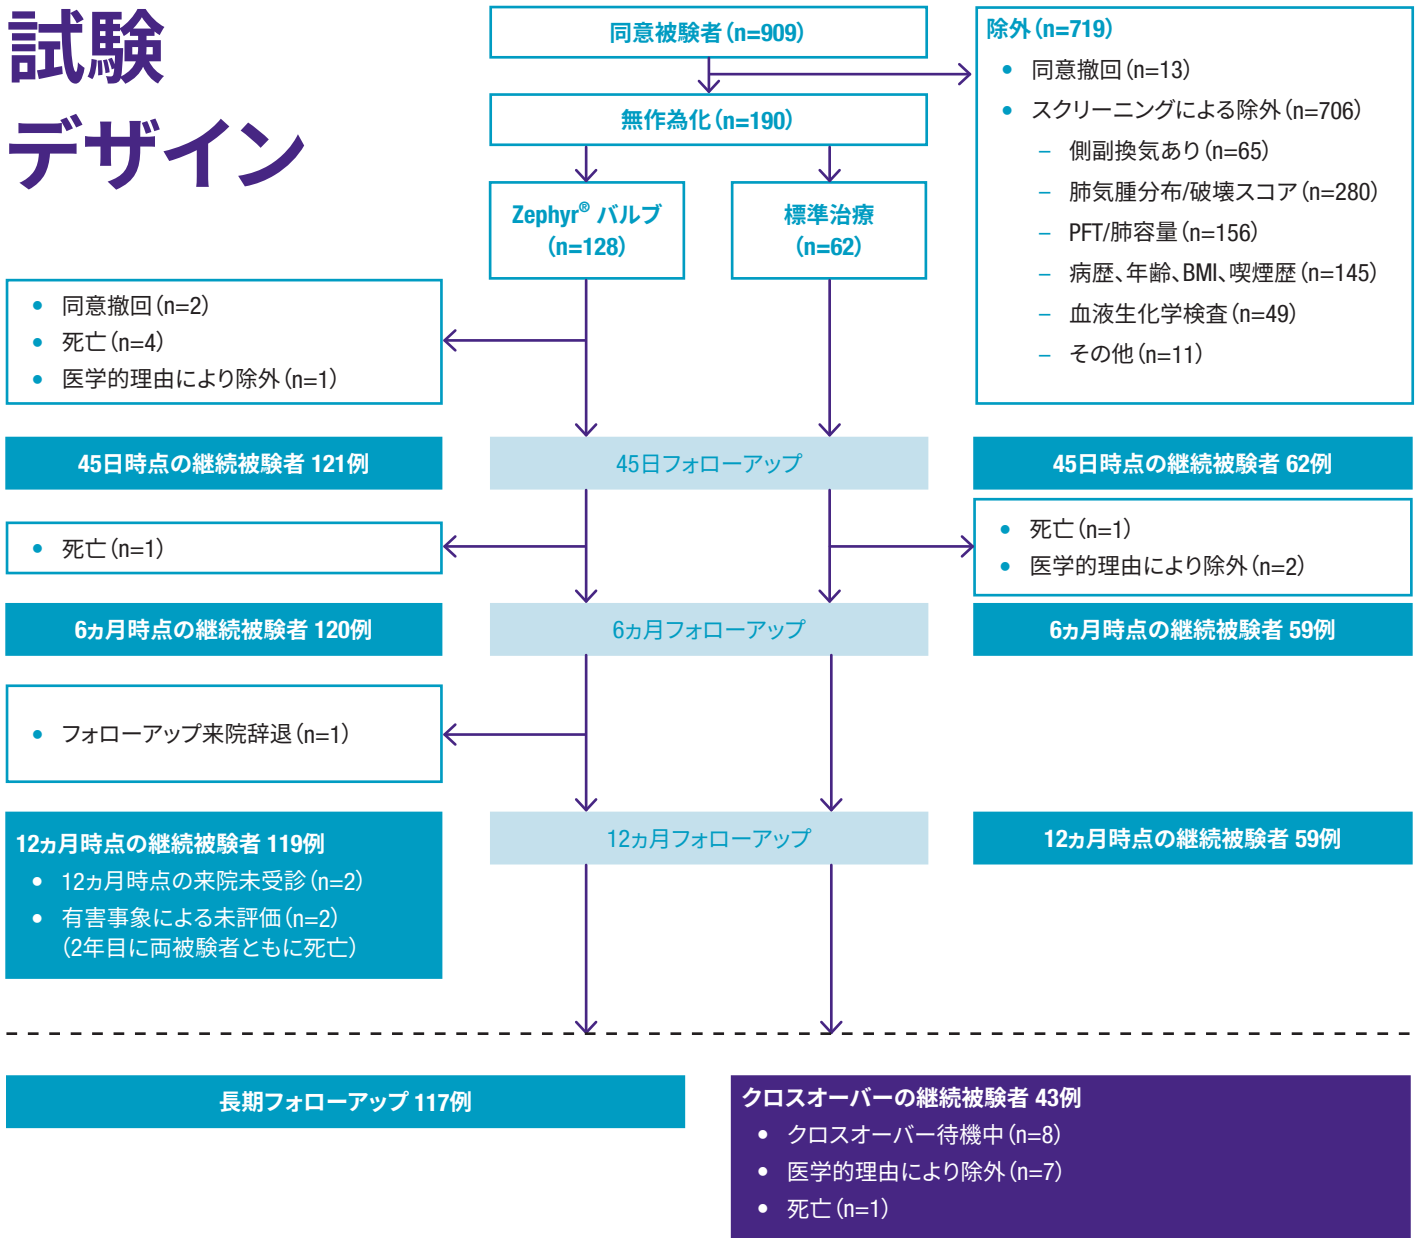 試験
デザイン
同意被験者（n=909）
除外（n=719）
• 同意撤回（n=13）
• スクリーニングによる除外（n=706）
– 側副換気あり（n=65）
– 肺気腫分布/破壊スコア（n=280）
– PFT/肺容量（n=156）
– 病歴、年齢、BMI、喫煙歴（n=145）
– 血液生化学検査（n=49）
– その他（n=11）
無作為化（n=190）
Zephyr® バルブ
（n=128）
標準治療
（n=62）
• 同意撤回（n=2）
• 死亡（n=4）
• 医学的理由により除外（n=1）
45日時点の継続被験者 121例
45日フォローアップ
45日時点の継続被験者 62例
• 死亡（n=1）
• 死亡（n=1）
• 医学的理由により除外（n=2）
6ヵ月時点の継続被験者 120例
6ヵ月フォローアップ
6ヵ月時点の継続被験者 59例
• フォローアップ来院辞退（n=1）
12ヵ月時点の継続被験者 119例
• 12ヵ月時点の来院未受診（n=2）
• 有害事象による未評価（n=2）
（2年目に両被験者ともに死亡）
12ヵ月フォローアップ
12ヵ月時点の継続被験者 59例
長期フォローアップ 117例
クロスオーバーの継続被験者 43例
• クロスオーバー待機中（n=8）
• 医学的理由により除外（n=7）
• 死亡（n=1）